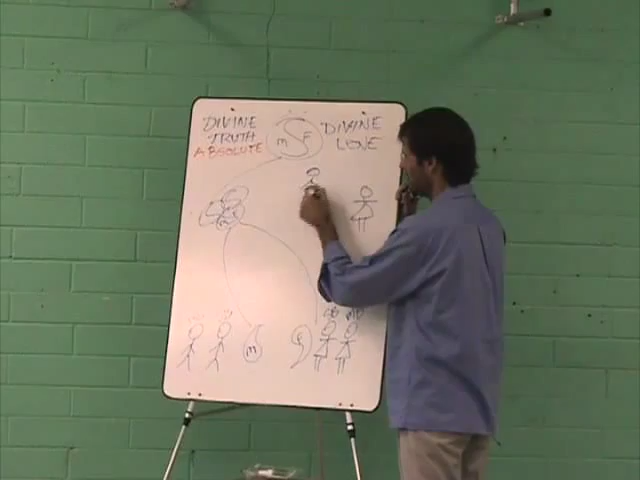 DIVINE
TRUTH
ABSOLUTE
M F
DIVINE
LOVE
M